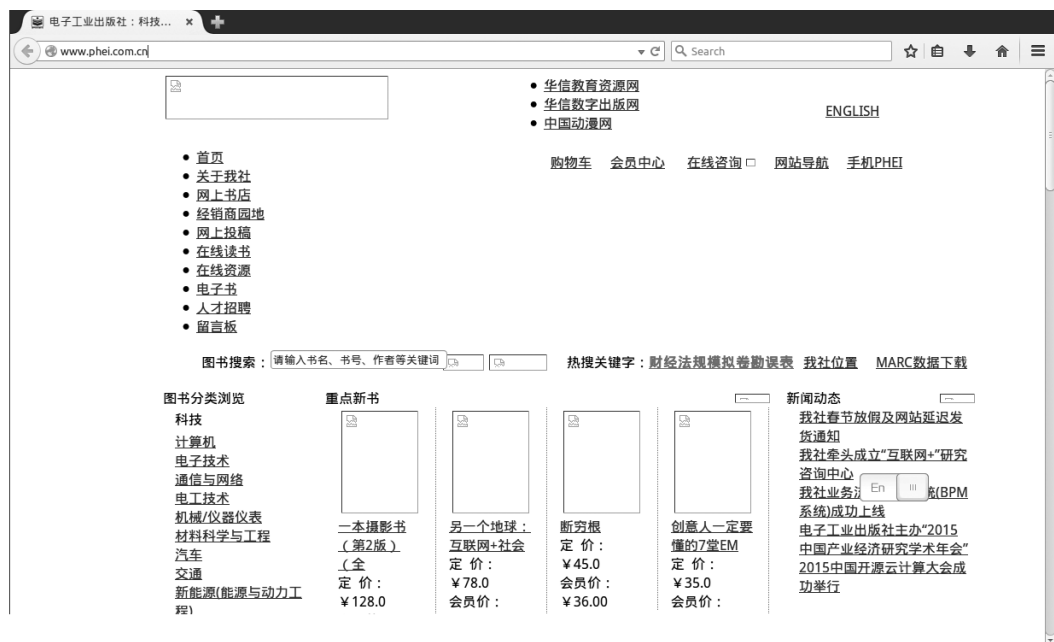 电子工业出版社：科技...
www.phei.com.cn
Search
华信教育资源网
华信数字出版网
中国动漫网
ENGLISH
购物车 会员中心 在线咨询 网站导航 手机PHEI
首页
关于我社
网上书店
经销商园地
网上投稿
在线读书
在线资源
电子书
人才招聘
留言板
图书搜索： 请输入书名、书号、作者等关键词 热搜关键字：财经法规模拟卷勘误表 我社位置 MARC数据下载
图书分类浏览
科技
计算机
电子技术
通信与网络
电工技术
机械/仪器仪表
材料科学与工程
汽车
交通
新能源(能源与动力工
程)
重点新书
一本摄影书
（第2版）
（全
定 价：
￥128.0
另一个地球：
互联网+社会
定 价：
￥78.0
会员价：
断穷根
定 价：
￥45.0
会员价：
￥36.00
创意人一定要
懂的7堂EM
定 价：
￥35.0
会员价：
新闻动态
我社春节放假及网站延迟发
货通知
我社牵头成立“互联网+”研究
咨询中心
我社业务 统(BPM
系统)成功上线
电子工业出版社主办“2015
中国产业经济研究学术年会”
2015中国开源云计算大会成
功举行
En